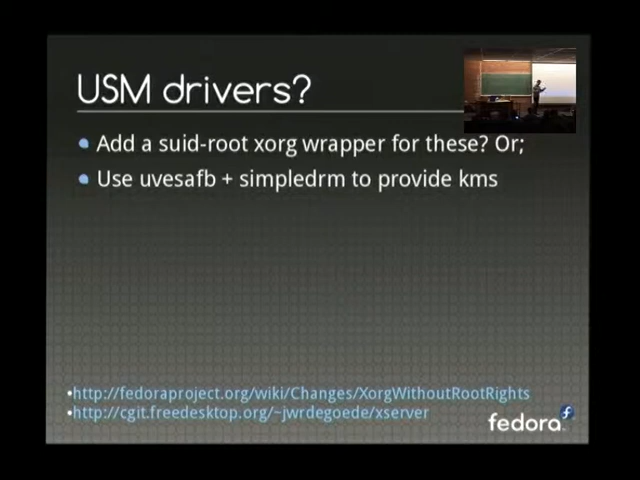 USM drivers?
Add a suid-root xorg wrapper for these? Or;
Use uvesafb + simpledrm to provide kms
•http://fedoraproject.org/wiki/Changes/XorgWithoutRootRights
•http://cgit.freedesktop.org/~jwrdegoede/xserver
fedora